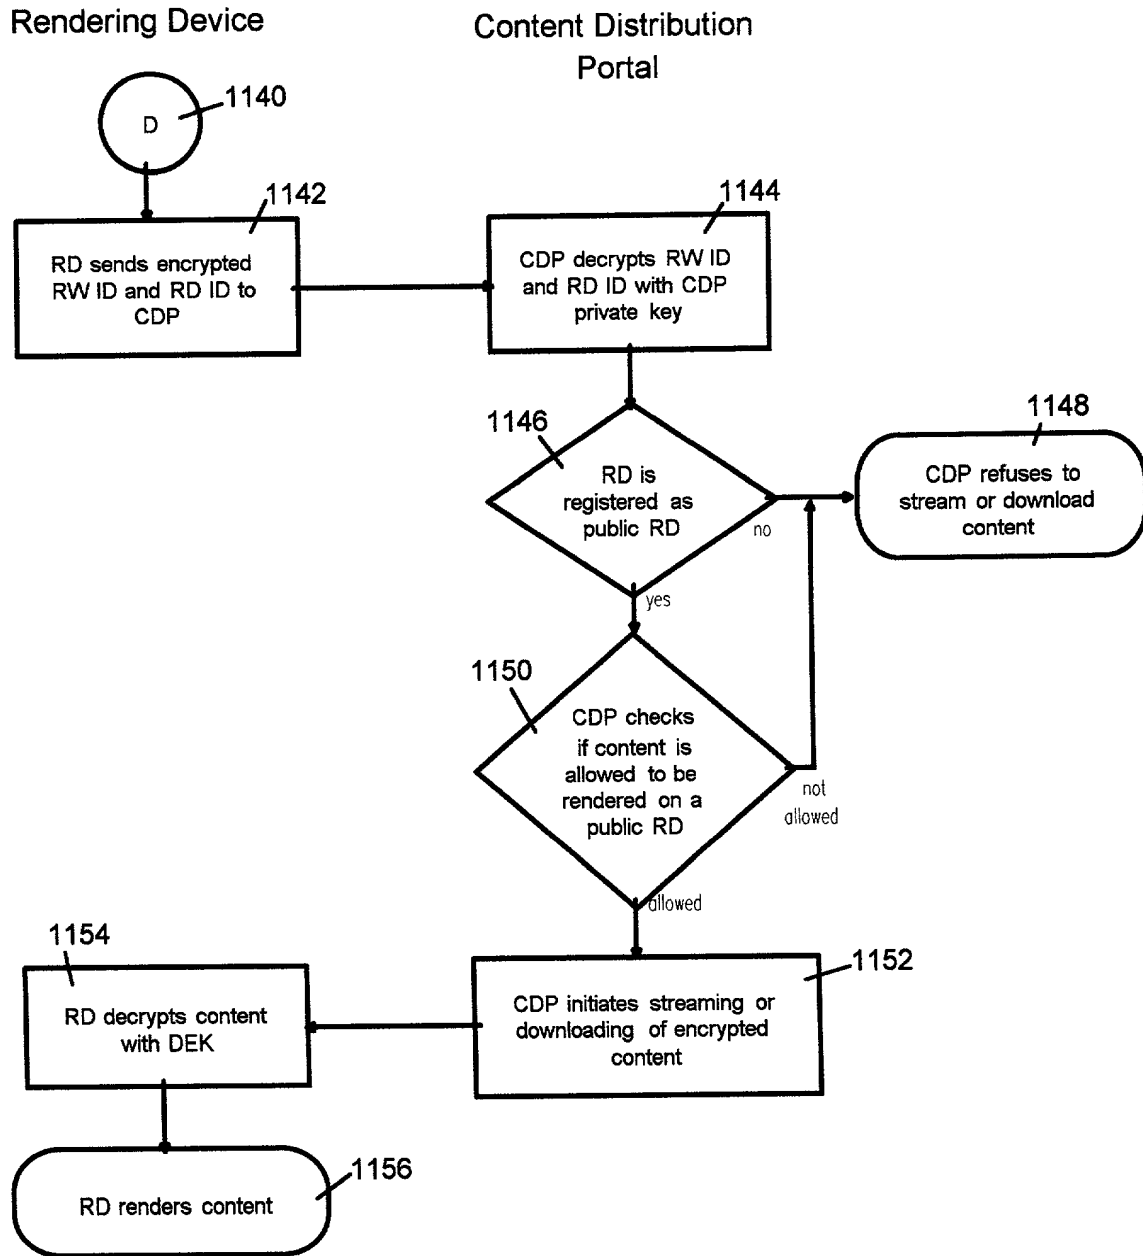 Rendering Device
Content Distribution
Portal
1140
D
1142
RD sends encrypted
RW ID and RD ID to
CDP
1144
CDP decrypts RW ID
and RD ID with CDP
private key
1146
RD is
registered as
public RD
no
yes
1148
CDP refuses to
stream or download
content
1150
CDP checks
if content is
allowed to be
rendered on a
public RD
not
allowed
allowed
1152
CDP initiates streaming or
downloading of encrypted
content
1154
RD decrypts content
with DEK
1156
RD renders content